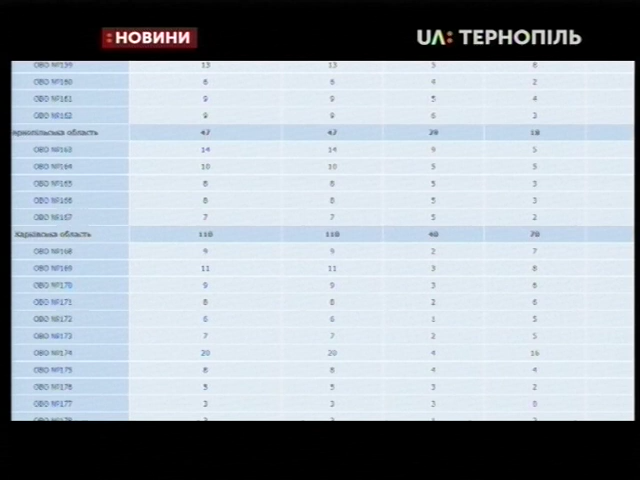 :НОВИНИ
UA: ТЕРНОПІЛЬ
ОВО №159 13 13 5 8
ОВО №160 6 6 4 2
ОВО №161 9 9 5 4
ОВО №162 9 9 6 3
ернопільська область 47 47 29 18
ОВО №163 14 14 9 5
ОВО №164 10 10 5 5
ОВО №165 8 8 5 3
ОВО №166 8 8 5 3
ОВО №167 7 7 5 2
Харківська область 110 110 40 70
ОВО №168 9 9 2 7
ОВО №169 11 11 3 8
ОВО №170 9 9 3 6
ОВО №171 8 8 2 6
ОВО №172 6 6 1 5
ОВО №173 7 7 2 5
ОВО №174 20 20 4 16
ОВО №175 8 8 4 4
ОВО №176 5 5 3 2
ОВО №177 3 3 3 0